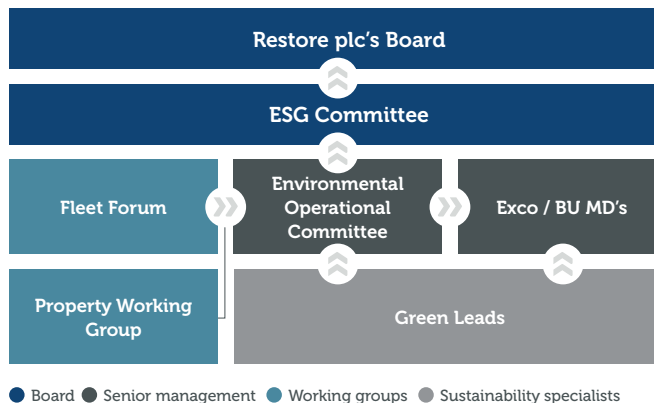 Restore plc's Board
ESG Committee
Fleet Forum
Environmental
Operational
Committee
Exco / BU MD's
Property Working
Group
Green Leads
Board
Senior management
Working groups
Sustainability specialists